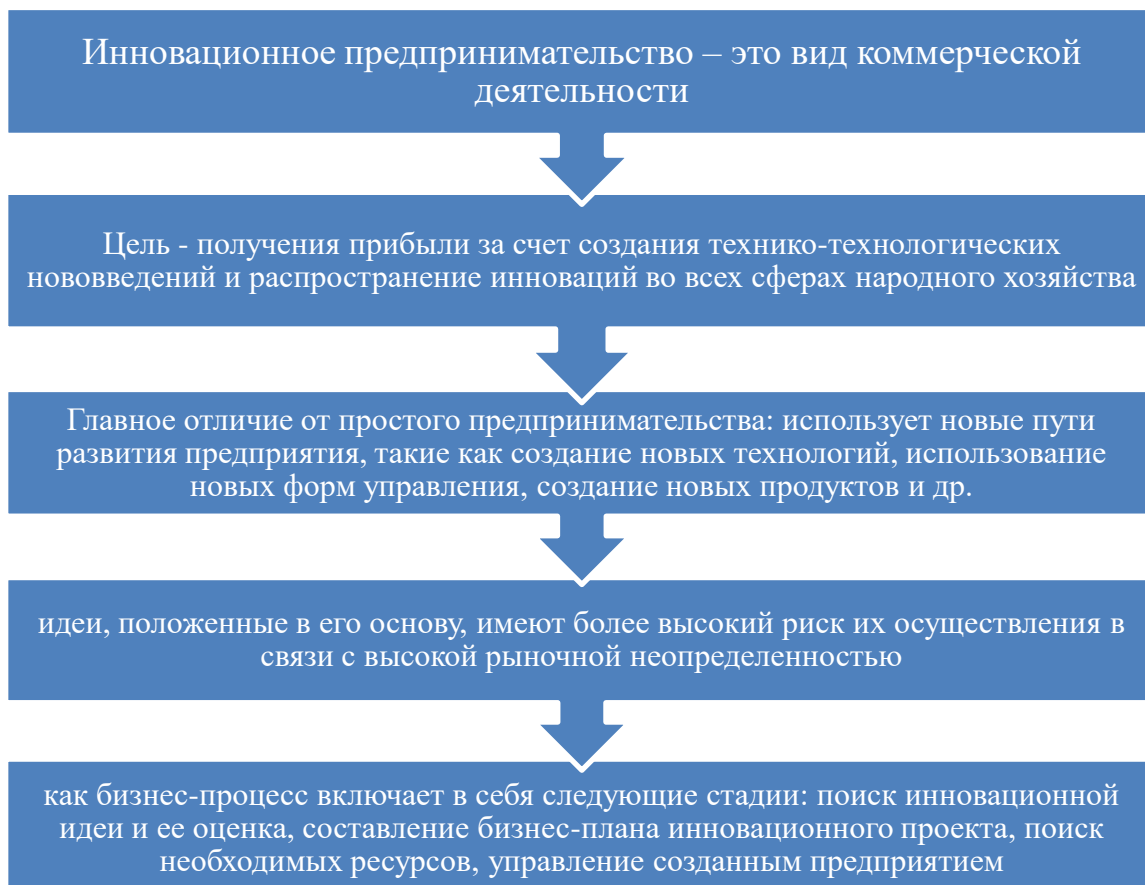 Инновационное предпринимательство – это вид коммерческой
деятельности
Цель - получения прибыли за счет создания технико-технологических
нововведений и распространение инноваций во всех сферах народного хозяйства
Главное отличие от простого предпринимательства: использует новые пути
развития предприятия, такие как создание новых технологий, использование
новых форм управления, создание новых продуктов и др.
идеи, положенные в его основу, имеют более высокий риск их осуществления в
связи с высокой рыночной неопределенностью
как бизнес-процесс включает в себя следующие стадии: поиск инновационной
идеи и ее оценка, составление бизнес-плана инновационного проекта, поиск
необходимых ресурсов, управление созданным предприятием